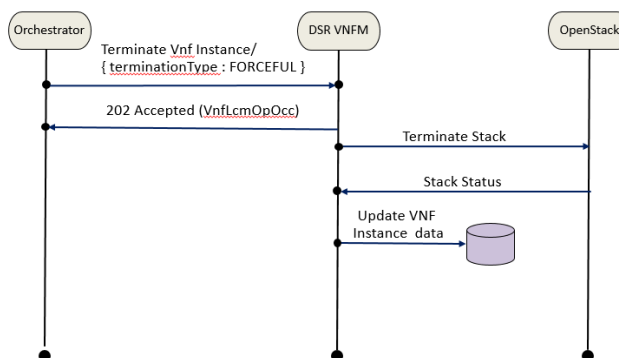 Orchestrator
DSR VNFM
OpenStack
Terminate Vnf Instance/
{ terminationType : FORCEFUL }
202 Accepted (VnfLcmOpOcc)
Terminate Stack
Stack Status
Update VNF
Instance data